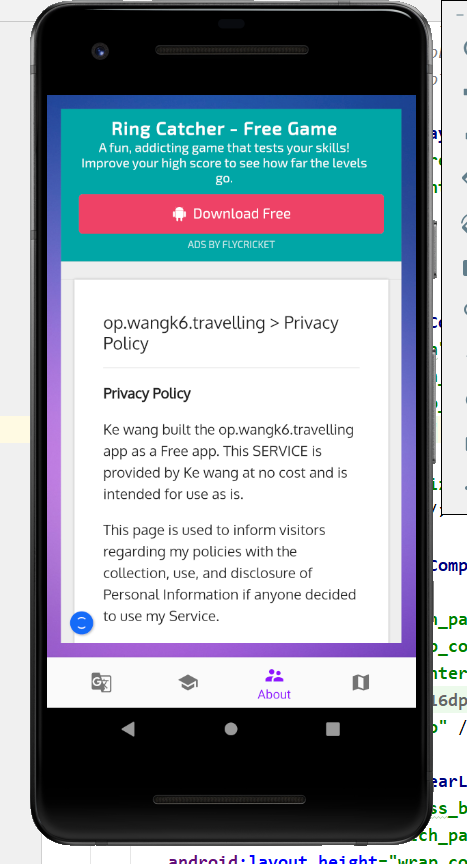 Ring Catcher - Free Game
A fun, addicting game that tests your skills!
Improve your high score to see how far the levels
go.
Download Free
ADS BY FLYCRICKET
op.wangk6.travelling > Privacy
Policy
Privacy Policy
Ke wang built the op.wangk6.travelling
app as a Free app. This SERVICE is
provided by Ke wang at no cost and is
intended for use as is.
This page is used to inform visitors
regarding my policies with the
collection, use, and disclosure of
Personal Information if anyone decided
to use my Service.
About
16dp
" />
android:layout_height="wrap_co